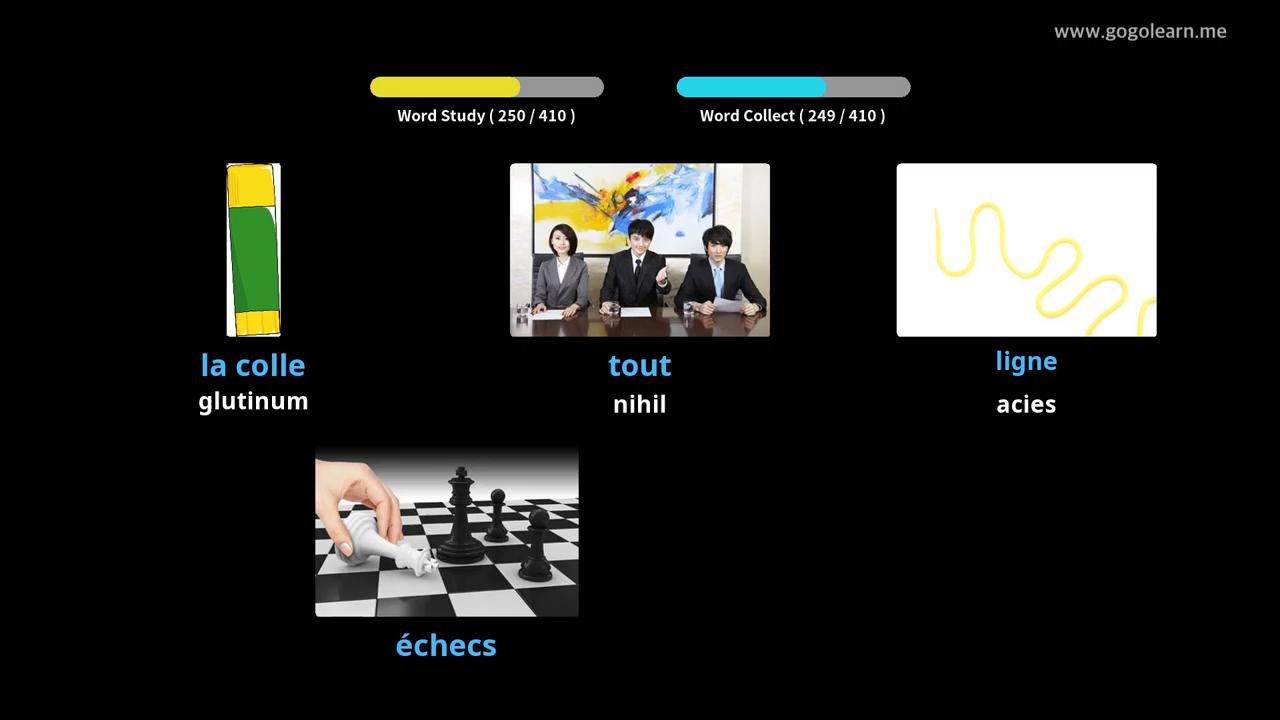 www.gogolearn.me
Word Study ( 250 / 410 )
Word Collect ( 249 / 410 )
la colle
glutinum
tout
nihil
ligne
acies
échecs